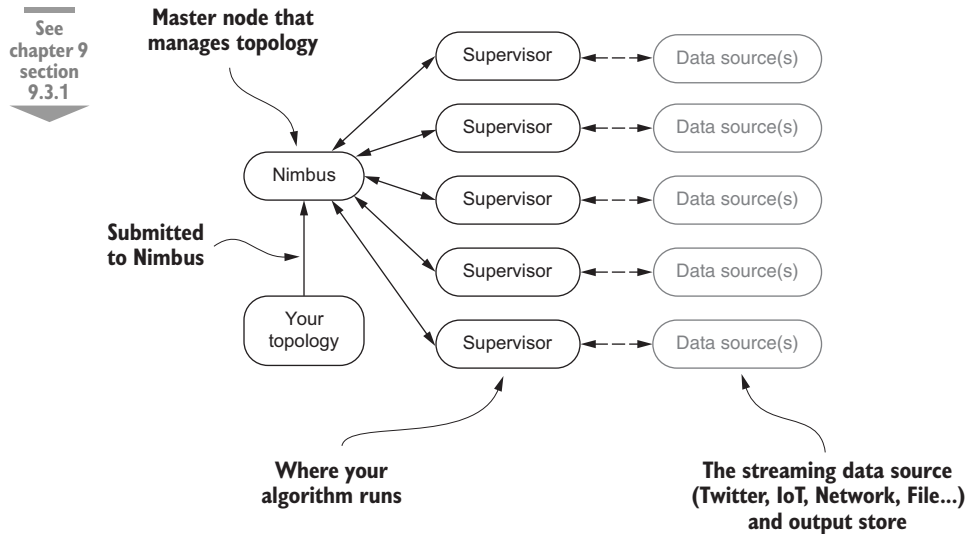 See
chapter 9
section
9.3.1
Master node that
manages topology
Supervisor
Data source(s)
Supervisor
Data source(s)
Nimbus
Supervisor
Data source(s)
Submitted
to Nimbus
Supervisor
Data source(s)
Your
topology
Supervisor
Data source(s)
Where your
algorithm runs
The streaming data source
(Twitter, IoT, Network, File...)
and output store